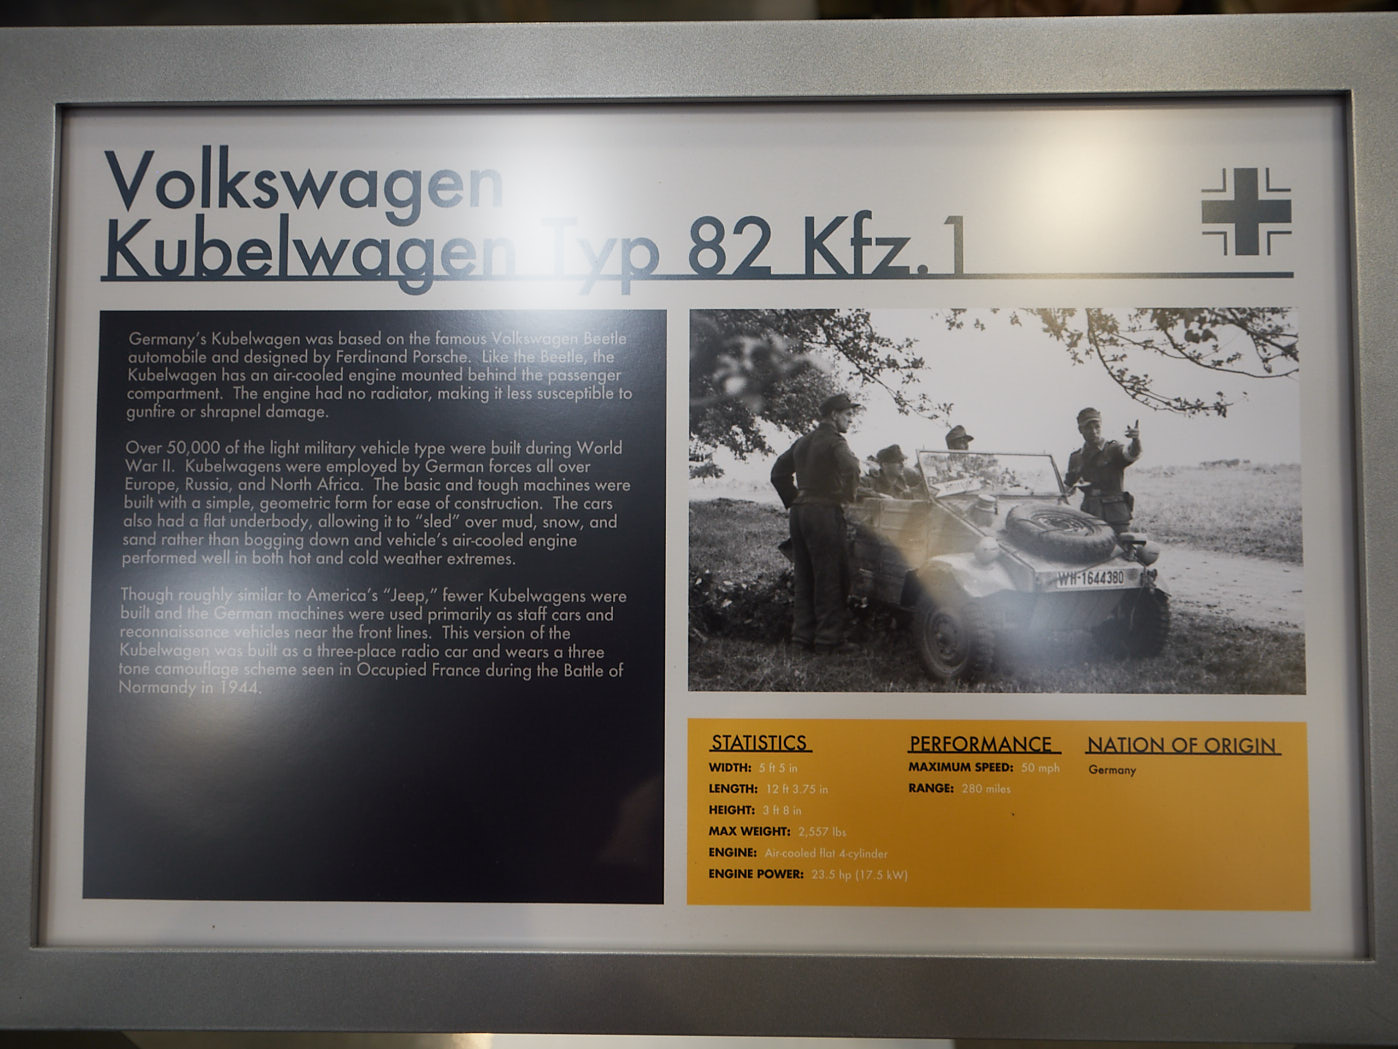 Volkswagen
Kubelwagen Typ 82 Kfz.1
Germany's Kubelwagen was based on the famous Volkswagen Beetle
automobile and designed by Ferdinand Porsche. Like the Beetle, the
Kubelwagen has an air-cooled engine mounted behind the passenger
compartment. The engine had no radiator, making it less susceptible to
gunfire or shrapnel damage.
Over 50,000 of the light military vehicle type were built during World
War II. Kubelwagens were employed by German forces all over
Europe, Russia, and North Africa. The basic and tough machines were
built with a simple, geometric form for ease of construction. The cars
also had a flat underbody, allowing it to "sled" over mud, snow, and
sand rather than bogging down and vehicle's air-cooled engine
performed well in both hot and cold weather extremes.
Though roughly similar to America's "Jeep," fewer Kubelwagens were
built and the German machines were used primarily as staff cars and
reconnaissance vehicles near the front lines. This version of the
Kubelwagen was built as a three-place radio car and wears a three
tone camouflage scheme seen in Occupied France during the Battle of
Normandy in 1944.
WH-1644380
STATISTICS
WIDTH: 5 ft 5 in
LENGTH: 12 ft 3.75 in
HEIGHT: 3 ft 8 in
MAX WEIGHT: 2,557 lbs
ENGINE: Air-cooled flat 4-cylinder
ENGINE POWER: 23.5 hp (17.5 kW)
PERFORMANCE
MAXIMUM SPEED: 50 mph
RANGE: 280 miles
NATION OF ORIGIN
Germany